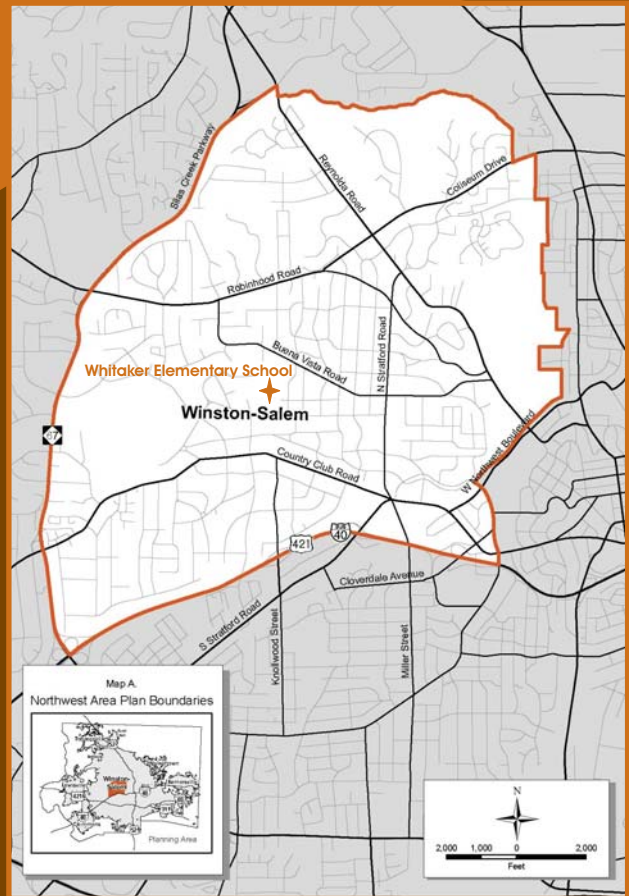 Silas Creek Parkway
Reynolda Road
Coliseum Drive
Robinhood Road
Buena Vista Road
N Stratford Road
Whitaker Elementary School
Winston-Salem
67
W Northwest Boulevard
Country Club Road
421
40
Cloverdale Avenue
S Stratford Road
Knollwood Street
Miller Street
Map A.
Northwest Area Plan Boundaries
Winston-
Planning Area
N
2,000 1,000 0 2,000
Feet